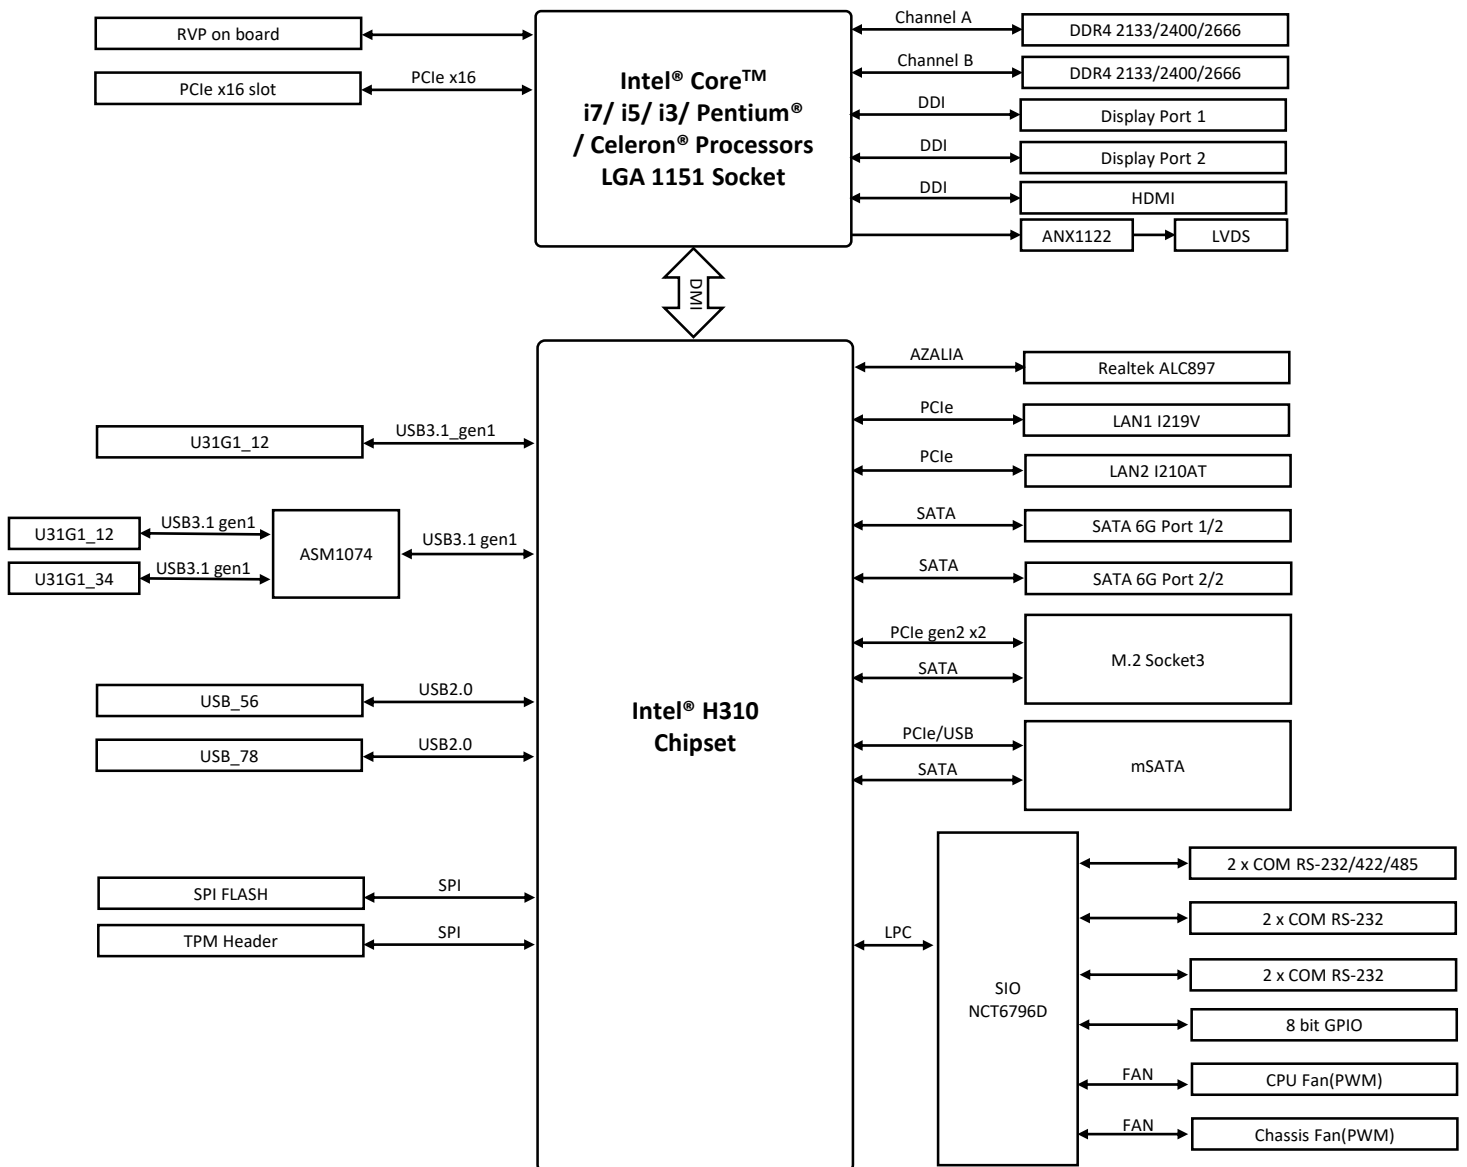 RVP on board
PCIe x16 slot
PCIe x16
Intel® Core™
i7/ i5/ i3/ Pentium®
/ Celeron® Processors
LGA 1151 Socket
Channel A
DDR4 2133/2400/2666
Channel B
DDR4 2133/2400/2666
DDI
Display Port 1
DDI
Display Port 2
DDI
HDMI
ANX1122
LVDS
DMI
U31G1_12
USB3.1_gen1
U31G1_12
USB3.1 gen1
U31G1_34
USB3.1 gen1
ASM1074
USB3.1 gen1
USB_56
USB2.0
USB_78
USB2.0
SPI FLASH
SPI
TPM Header
SPI
Intel® H310
Chipset
AZALIA
Realtek ALC897
PCIe
LAN1 I219V
PCIe
LAN2 I210AT
SATA
SATA 6G Port 1/2
SATA
SATA 6G Port 2/2
PCIe gen2 x2
SATA
M.2 Socket3
PCIe/USB
SATA
mSATA
LPC
SIO
NCT6796D
2 x COM RS-232/422/485
2 x COM RS-232
2 x COM RS-232
8 bit GPIO
FAN
CPU Fan(PWM)
FAN
Chassis Fan(PWM)